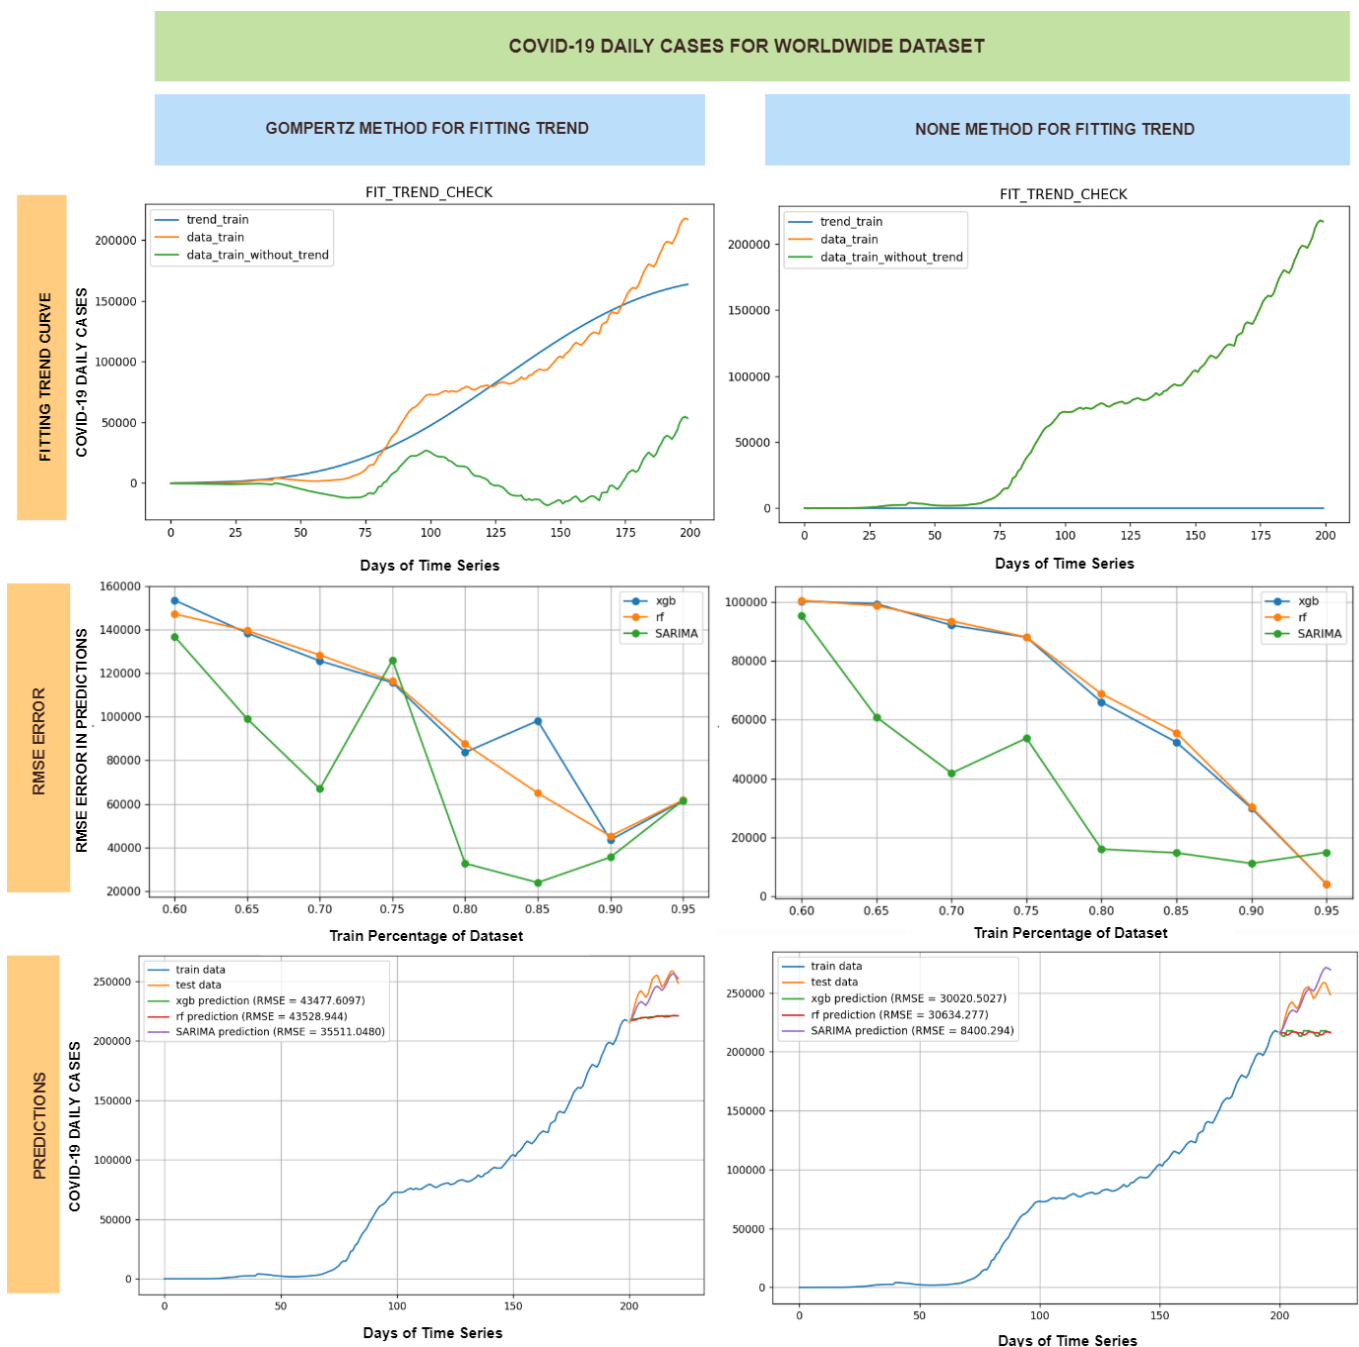 COVID-19 DAILY CASES FOR WORLDWIDE DATASET
GOMPERTZ METHOD FOR FITTING TREND
NONE METHOD FOR FITTING TREND
FITTING TREND CURVE
COVID-19 DAILY CASES
FIT_TREND_CHECK
trend_train
data_train
data_train_without_trend
200000
150000
100000
50000
0
0 25 50 75 100 125 150 175 200
Days of Time Series
FIT_TREND_CHECK
trend_train
data_train
data_train_without_trend
200000
150000
100000
50000
0
0 25 50 75 100 125 150 175 200
Days of Time Series
RMSE ERROR
RMSE ERROR IN PREDICTIONS
160000
140000
120000
100000
80000
60000
40000
20000
xgb
rf
SARIMA
0.60 0.65 0.70 0.75 0.80 0.85 0.90 0.95
Train Percentage of Dataset
100000
80000
60000
40000
20000
0
xgb
rf
SARIMA
0.60 0.65 0.70 0.75 0.80 0.85 0.90 0.95
Train Percentage of Dataset
PREDICTIONS
COVID-19 DAILY CASES
250000
200000
150000
100000
50000
0
train data
test data
xgb prediction (RMSE = 43477.6097)
rf prediction (RMSE = 43528.944)
SARIMA prediction (RMSE = 35511.0480)
0 50 100 150 200
Days of Time Series
250000
200000
150000
100000
50000
0
train data
test data
xgb prediction (RMSE = 30020.5027)
rf prediction (RMSE = 30634.277)
SARIMA prediction (RMSE = 8400.294)
0 50 100 150 200
Days of Time Series